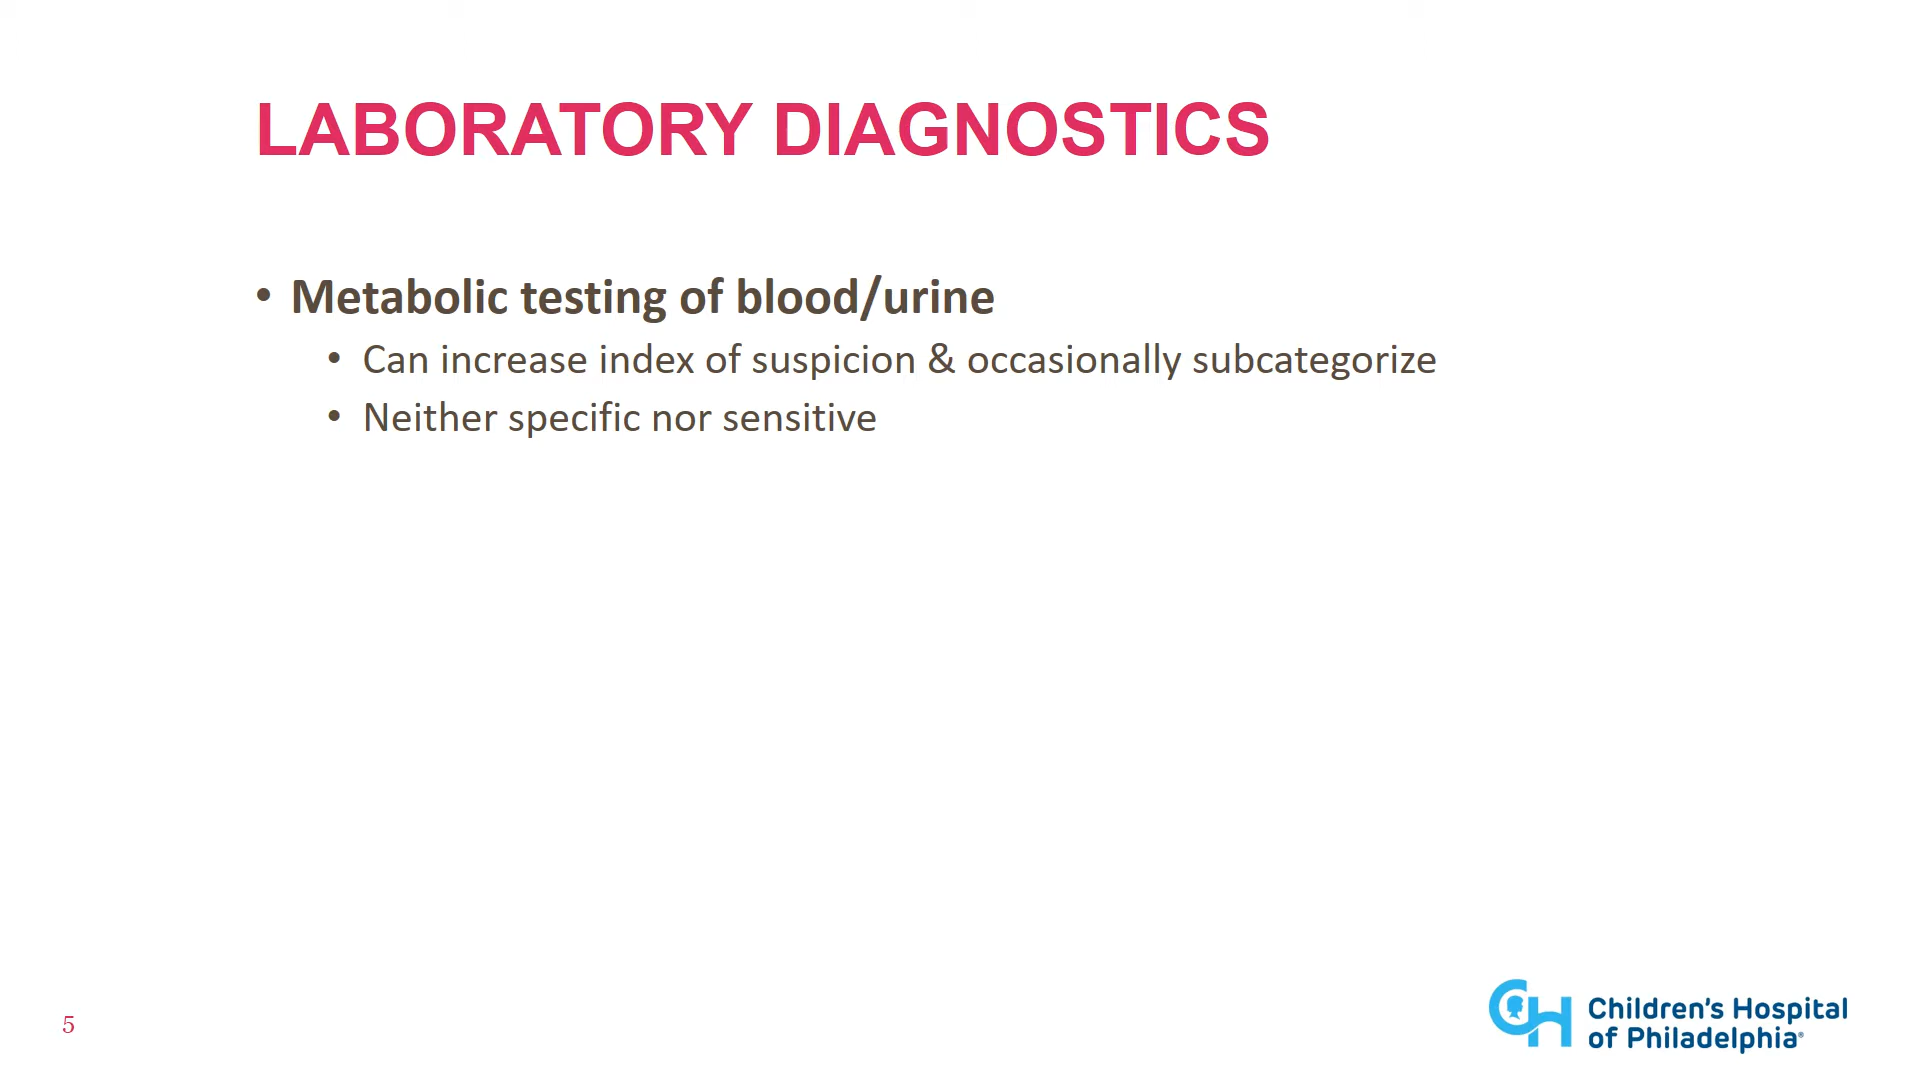 LABORATORY DIAGNOSTICS
• Metabolic testing of blood/urine
• Can increase index of suspicion & occasionally subcategorize
• Neither specific nor sensitive
5
CH Children's Hospital
of Philadelphia®